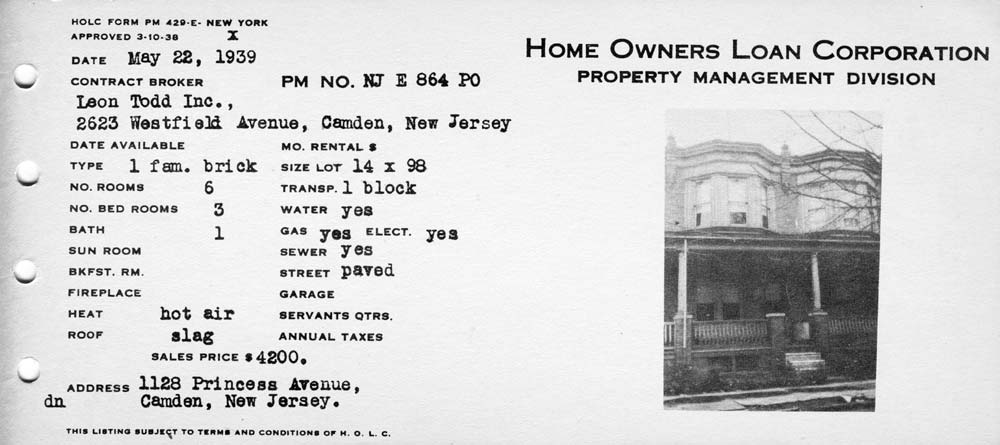 HOLC FORM PM 429-E- NEW YORK
APPROVED 3-10-38 X
DATE May 22, 1939
CONTRACT BROKER PM NO. NJ E 864 PO
Leon Todd Inc.,
2623 Westfield Avenue, Camden, New Jersey
DATE AVAILABLE MO. RENTAL $
TYPE 1 fam. brick SIZE LOT 14 x 98
NO. ROOMS 6 TRANSP. 1 block
NO. BED ROOMS 3 WATER yes
BATH 1 GAS yes ELECT. yes
SUN ROOM SEWER yes
BKFST. RM. STREET paved
FIREPLACE GARAGE
HEAT hot air SERVANTS QTRS.
ROOF slag ANNUAL TAXES
SALES PRICE $ 4200.
ADDRESS 1128 Princess Avenue,
dn Camden, New Jersey.
THIS LISTING SUBJECT TO TERMS AND CONDITIONS OF H. O. L. C.
HOME OWNERS LOAN CORPORATION
PROPERTY MANAGEMENT DIVISION